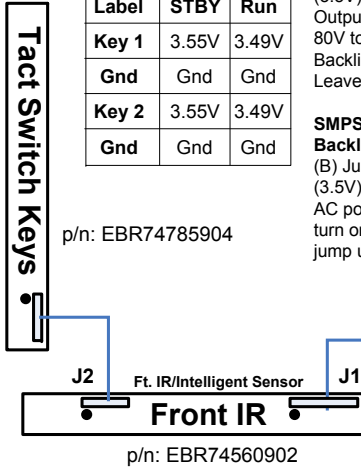 Label STBY Run
Key 1 3.55V 3.49V
Gnd Gnd Gnd
Key 2 3.55V 3.49V
Gnd Gnd Gnd
Outpu
80V to
Backli
Leave
SMPS
Backl
(B) Ju
(3.5V)
AC po
turn or
jump u
Tact Switch Keys
p/n: EBR74785904
J2 Ft. IR/Intelligent Sensor J1
Front IR
p/n: EBR74560902